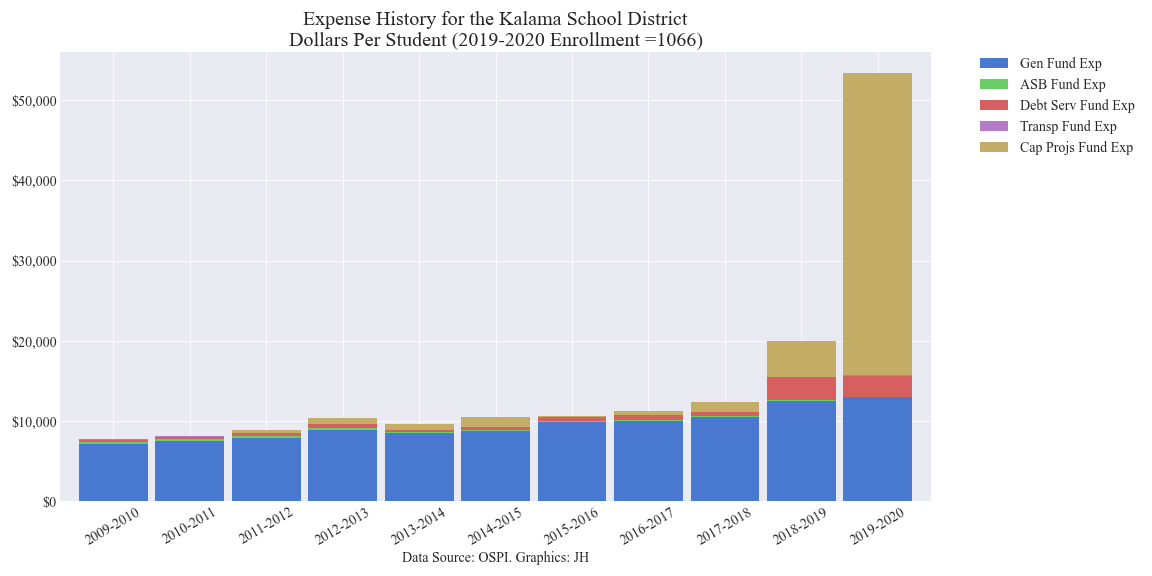 Expense History for the Kalama School District
Dollars Per Student (2019-2020 Enrollment =1066)
Gen Fund Exp
ASB Fund Exp
Debt Serv Fund Exp
Transp Fund Exp
Cap Projs Fund Exp
$50,000
$40,000
$30,000
$20,000
$10,000
$0
2009-2010
2010-2011
2011-2012
2012-2013
2013-2014
2014-2015
2015-2016
2016-2017
2017-2018
2018-2019
2019-2020
Data Source: OSPI. Graphics: JH